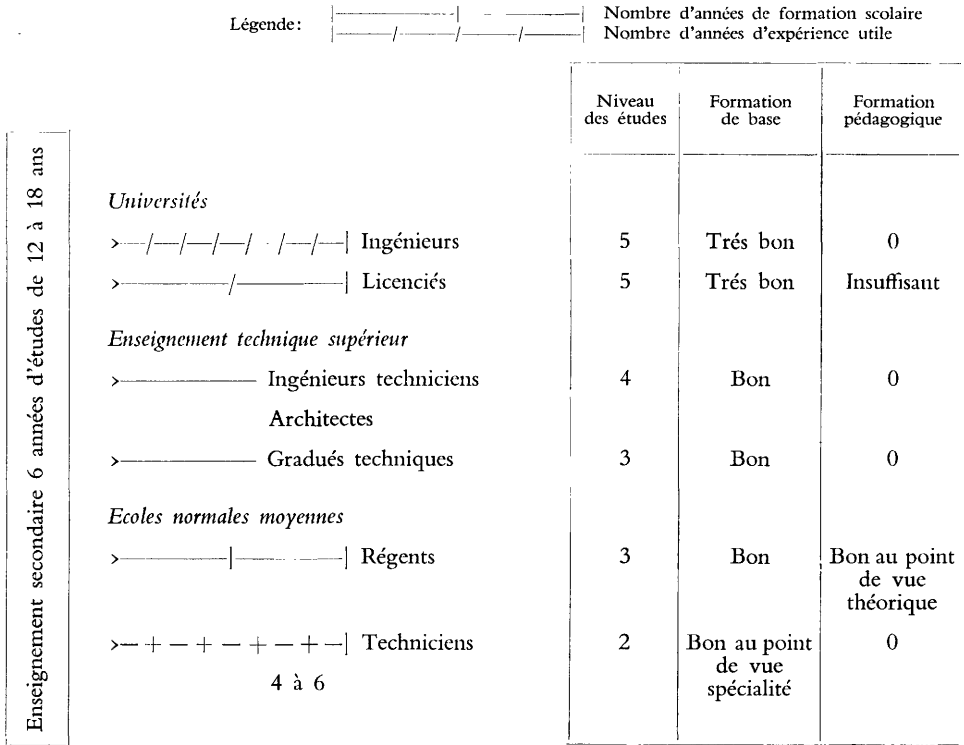 Légende:
Nombre d'années de formation scolaire
Nombre d'années d'expérience utile
Niveau des études
Formation de base
Formation pédagogique
Enseignement secondaire 6 années d'études de 12 à 18 ans
Universités
Ingénieurs 5 Trés bon 0
Licenciés 5 Trés bon Insuffisant
Enseignement technique supérieur
Ingénieurs techniciens 4 Bon 0
Architectes
Gradués techniques 3 Bon 0
Ecoles normales moyennes
Régents 3 Bon Bon au point
de vue
théorique
Techniciens 2 Bon au point 0
4 à 6 de vue
spécialité